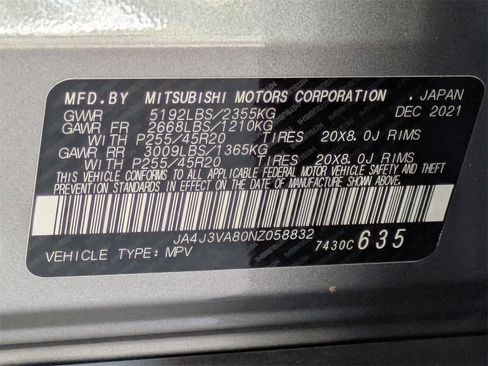 MFD.BY MITSUBISHI MOTORS CORPORATION , JAPAN
GVWR 5192LBS/2355KG DEC 2021
GAWR FR 2668LBS/1210KG
WITH P255/45R20 TIRES 20X8.0J RIMS
GAWR RR 3009LBS/1365KG
WITH P255/45R20 TIRES 20X8.0J RIMS
THIS VEHICLE CONFORMS TO ALL APPLICABLE FEDERAL MOTOR VEHICLE SAFETY
STANDARDS IN EFFECT ON THE DATE OF MANUFACTURE SHOWN ABOVE.
JA4J3VA80NZ058832 7430C 635
VEHICLE TYPE: MPV